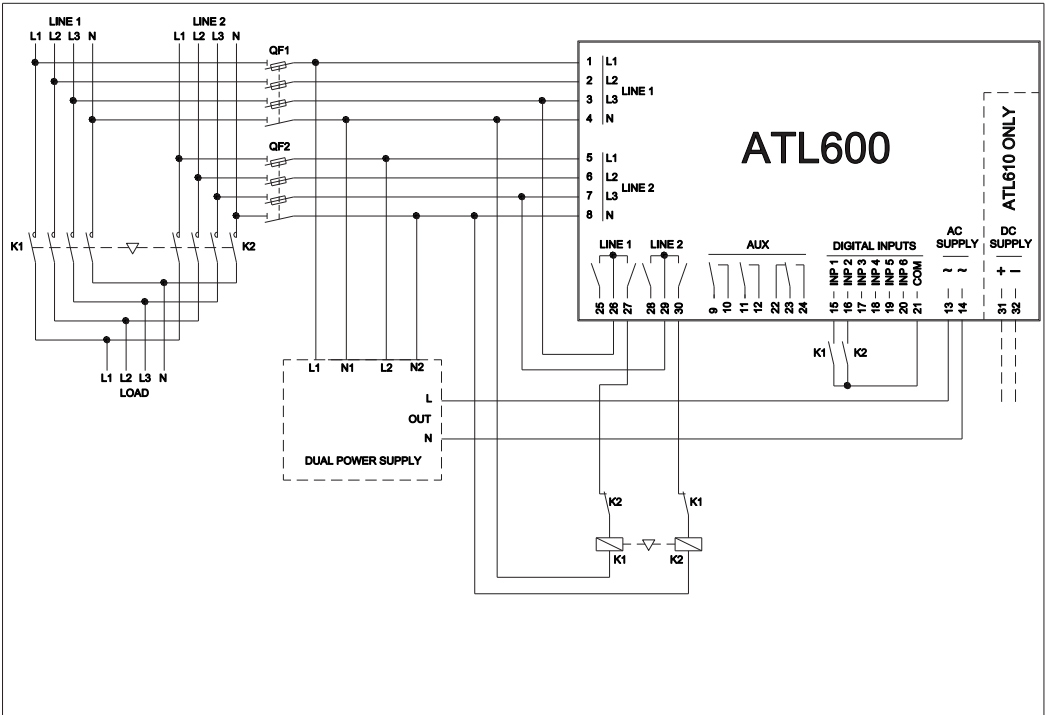 LINE 1 LINE 2
L1 L2 L3 N L1 L2 L3 N
QF1
1 L1
2 L2
3 L3
4 N
LINE 1
QF2
5 L1
6 L2
7 L3
8 N
LINE 2
ATL600
ATL610 ONLY
K1 K2
LINE 1 LINE 2 AUX DIGITAL INPUTS AC SUPPLY DC SUPPLY
INP 1 INP 2 INP 3 INP 4 INP 5 INP 6 COM ~ ~ + –
25 26 27 28 29 30 9 10 11 12 22 23 24 15 16 17 18 19 20 21 13 14 31 32
K1 K2
L1 L2 L3 N
LOAD
L1 N1 L2 N2
L
OUT
N
DUAL POWER SUPPLY
K2 K1
K1 K2